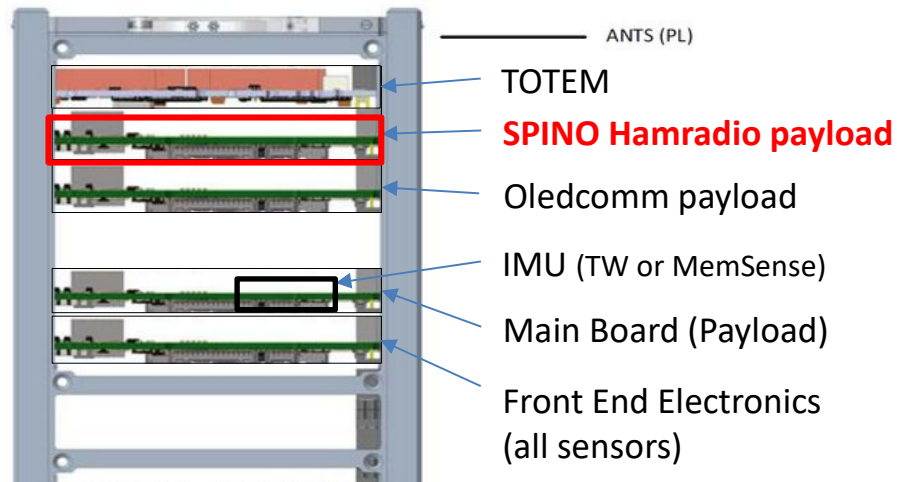 ANTS (PL)
TOTEM
SPINO Hamradio payload
Oledcomm payload
IMU (TW or MemSense)
Main Board (Payload)
Front End Electronics
(all sensors)